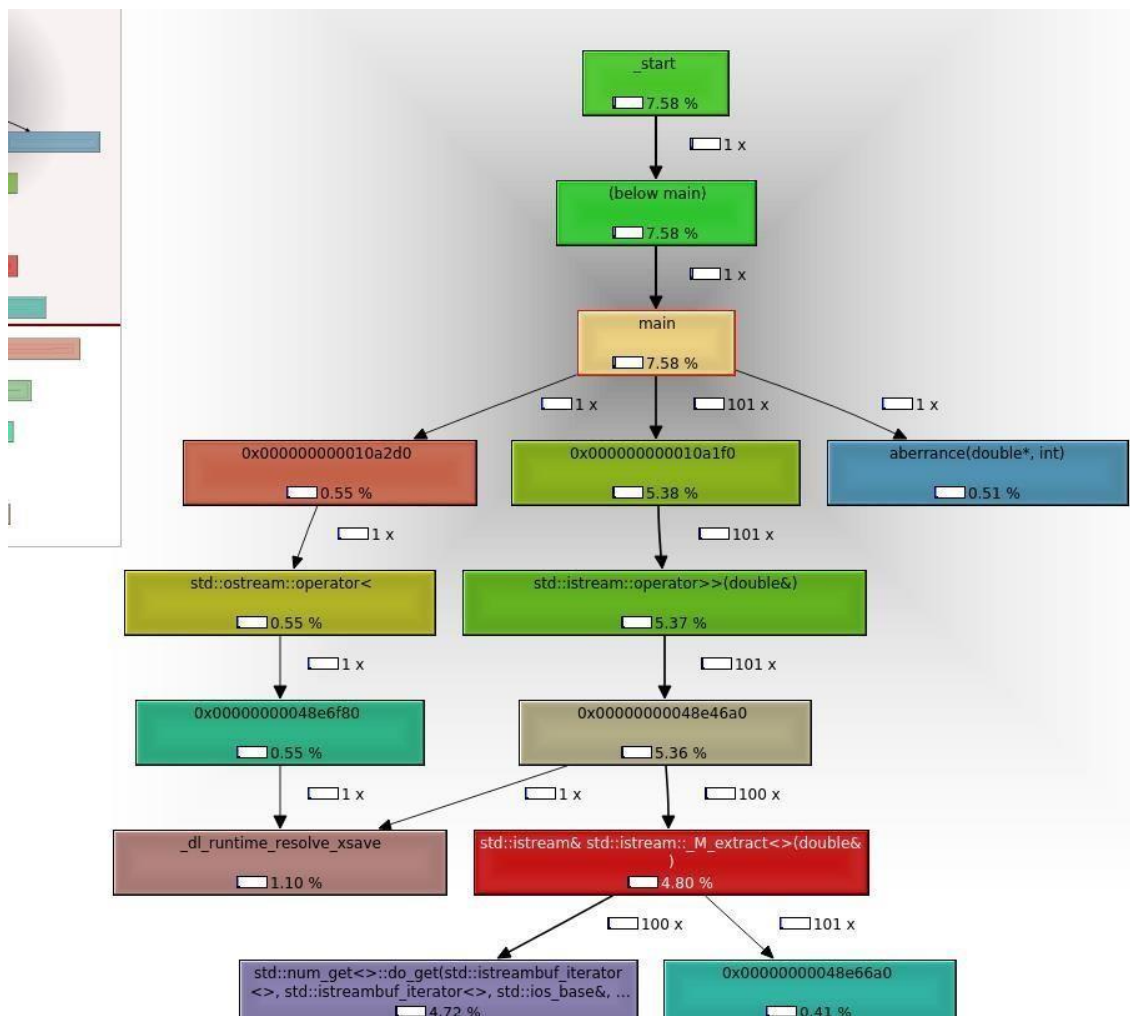 _start
7.58 %
1 x
(below main)
7.58 %
1 x
main
7.58 %
1 x
101 x
1 x
0x000000000010a2d0
0.55 %
0x000000000010a1f0
5.38 %
aberrance(double*, int)
0.51 %
1 x
101 x
std::ostream::operator<
0.55 %
std::istream::operator>>(double&)
5.37 %
1 x
101 x
0x00000000048e6f80
0.55 %
0x00000000048e46a0
5.36 %
1 x
1 x
100 x
_dl_runtime_resolve_xsave
1.10 %
std::istream& std::istream::_M_extract<>(double&
)
4.80 %
100 x
101 x
std::num_get<>::do_get(std::istreambuf_iterator
<>, std::istreambuf_iterator<>, std::ios_base&, ...
4.72 %
0x00000000048e66a0
0.41 %